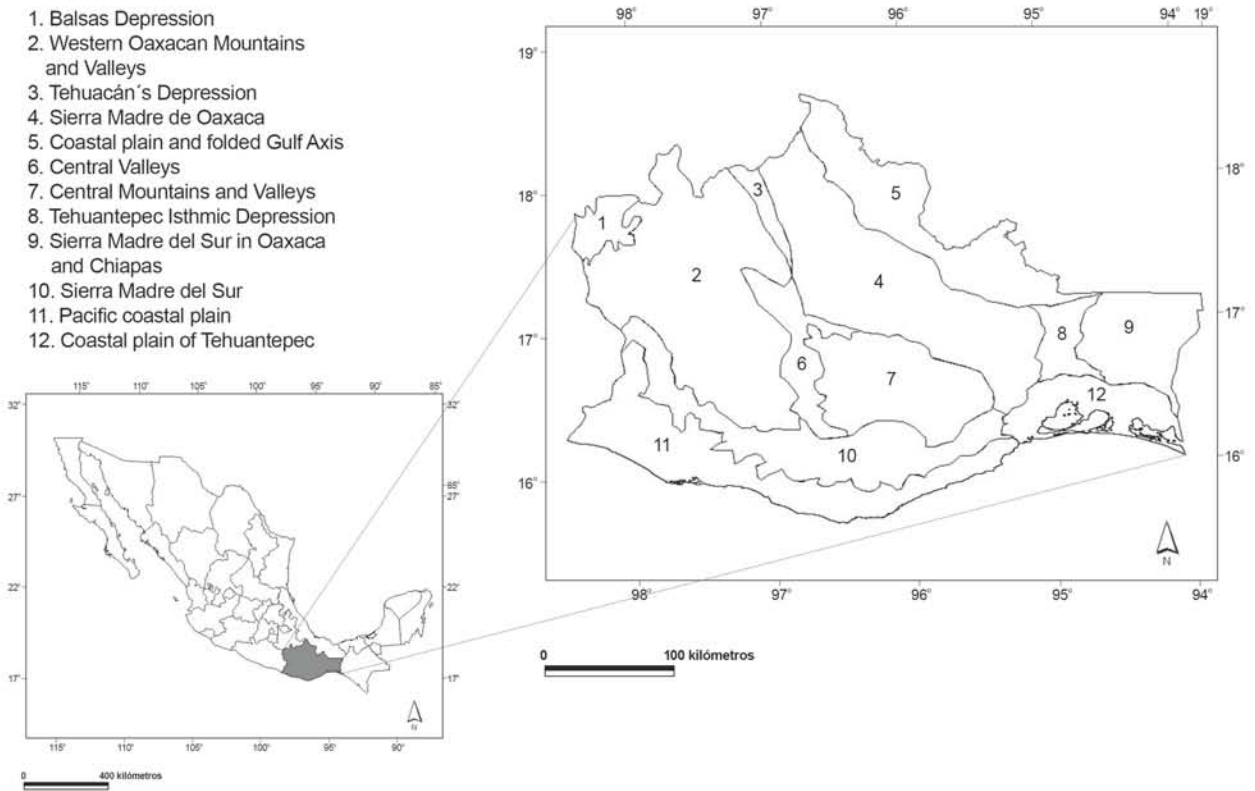 1. Balsas Depression
2. Western Oaxacan Mountains
and Valleys
3. Tehuacán´s Depression
4. Sierra Madre de Oaxaca
5. Coastal plain and folded Gulf Axis
6. Central Valleys
7. Central Mountains and Valleys
8. Tehuantepec Isthmic Depression
9. Sierra Madre del Sur in Oaxaca
and Chiapas
10. Sierra Madre del Sur
11. Pacific coastal plain
12. Coastal plain of Tehuantepec
98° 97° 96° 95° 94° 19°
19°
18° 18°
17° 17°
16° 16°
1
2
3
4
5
6
7
8
9
10
11
12
N
98° 97° 96° 95° 94°
0 100 kilómetros
115° 110° 105° 100° 95° 90° 85°
32° 32°
85°
27° 27°
22° 22°
17° 17°
N
115° 110° 105° 100° 95° 90°
0 400 kilómetros